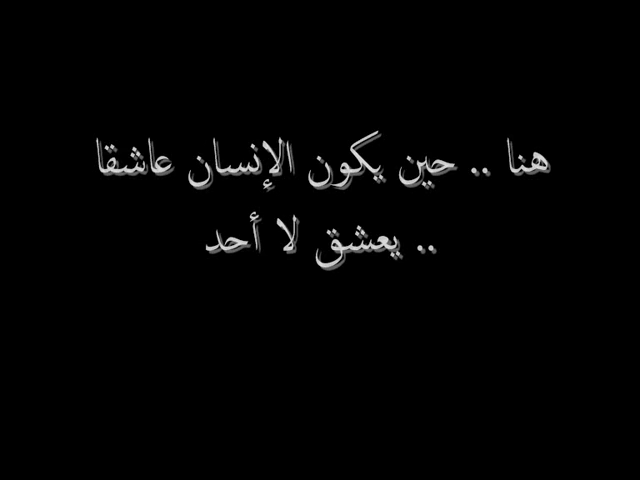 هنا .. حين يكون الإنسان عاشقا
.. يعشق لا أحد